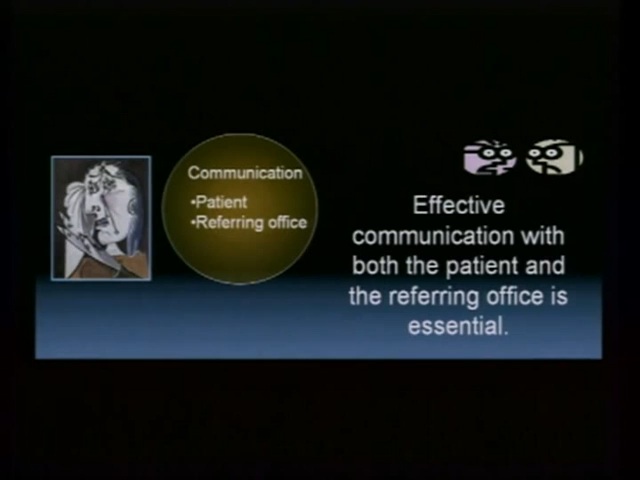 Communication
•Patient
•Referring office
Effective
communication with
both the patient and
the referring office is
essential.